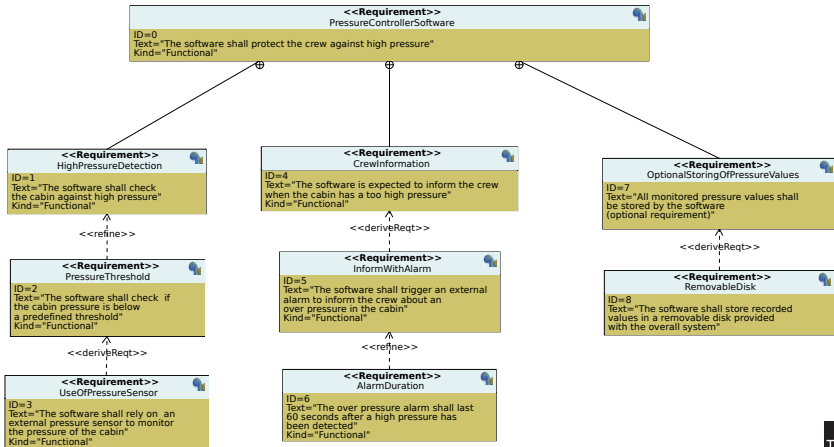 <<Requirement>>
PressureControllerSoftware
ID=0
Text="The software shall protect the crew against high pressure"
Kind="Functional"
<<Requirement>>
HighPressureDetection
ID=1
Text="The software shall check
the cabin against high pressure"
Kind="Functional"
<<refine>>
<<Requirement>>
PressureThreshold
ID=2
Text="The software shall check  if
the cabin pressure is below
a predefined threshold"
Kind="Functional"
<<deriveReqt>>
<<Requirement>>
UseOfPressureSensor
ID=3
Text="The software shall rely on  an
external pressure sensor to monitor
the pressure of the cabin"
Kind="Functional"
<<Requirement>>
CrewInformation
ID=4
Text="The software is expected to inform the crew
when the cabin has a too high pressure"
Kind="Functional"
<<deriveReqt>>
<<Requirement>>
InformWithAlarm
ID=5
Text="The software shall trigger an external
alarm to inform the crew about an
over pressure in the cabin"
Kind="Functional"
<<refine>>
<<Requirement>>
AlarmDuration
ID=6
Text="The over pressure alarm shall last
60 seconds after a high pressure has
been detected"
Kind="Functional"
<<Requirement>>
OptionalStoringOfPressureValues
ID=7
Text="All monitored pressure values shall
be stored by the software
(optional requirement)"
<<deriveReqt>>
<<Requirement>>
RemovableDisk
ID=8
Text="The software shall store recorded
values in a removable disk provided
with the overall system"